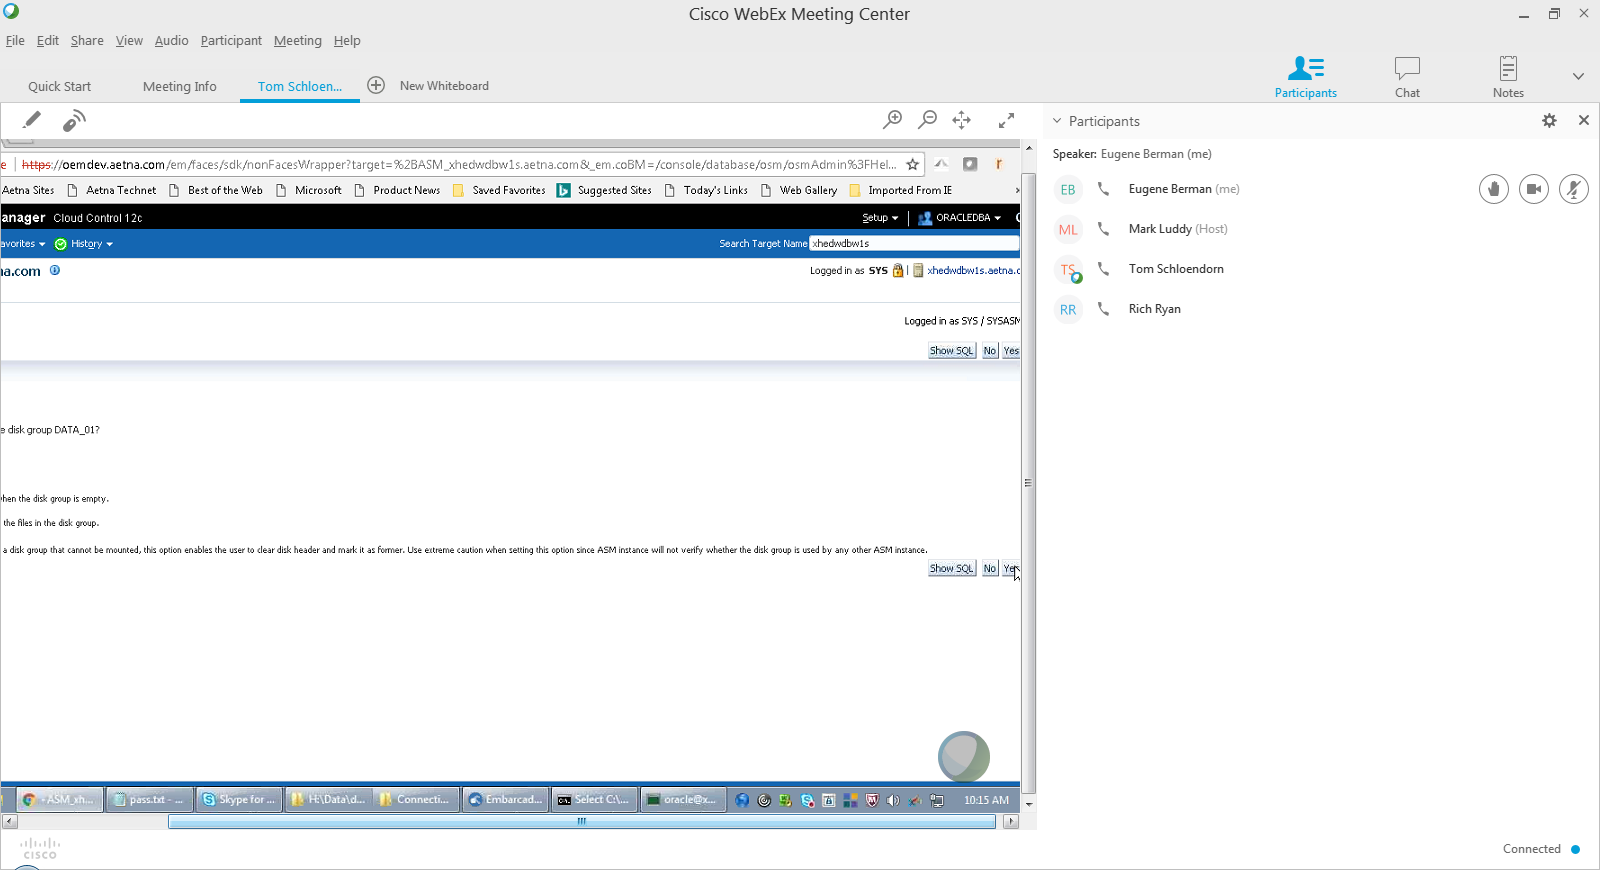 Cisco WebEx Meeting Center
File Edit Share View Audio Participant Meeting Help
Quick Start Meeting Info Tom Schloen... New Whiteboard
Participants Chat Notes
Participants
Speaker: Eugene Berman (me)
EB Eugene Berman (me)
ML Mark Luddy (Host)
TS Tom Schloendorn
RR Rich Ryan
e https://oemdev.aetna.com/em/faces/sdk/nonFacesWrapper?target=%2BASM_xhedwdbw1s.aetna.com&_em.coBM=/console/database/osm/osmAdmin%3FHel...
Aetna Sites Aetna Technet Best of the Web Microsoft Product News Saved Favorites Suggested Sites Today's Links Web Gallery Imported From IE
anager Cloud Control 12c Setup ORACLEDBA
avorites History Search Target Name xhedwdbw1s
na.com Logged in as SYS | xhedwdbw1s.aetna.c
Logged in as SYS / SYSASM
Show SQL No Yes
e disk group DATA_01?
when the disk group is empty.
the files in the disk group.
a disk group that cannot be mounted, this option enables the user to clear disk header and mark it as former. Use extreme caution when setting this option since ASM instance will not verify whether the disk group is used by any other ASM instance.
Show SQL No Yes
+ASM_xh... pass.txt - ... Skype for ... H:\Data\d... Connecti... Embarcad... Select C:\... oracle@x... 10:15 AM
CISCO
Connected